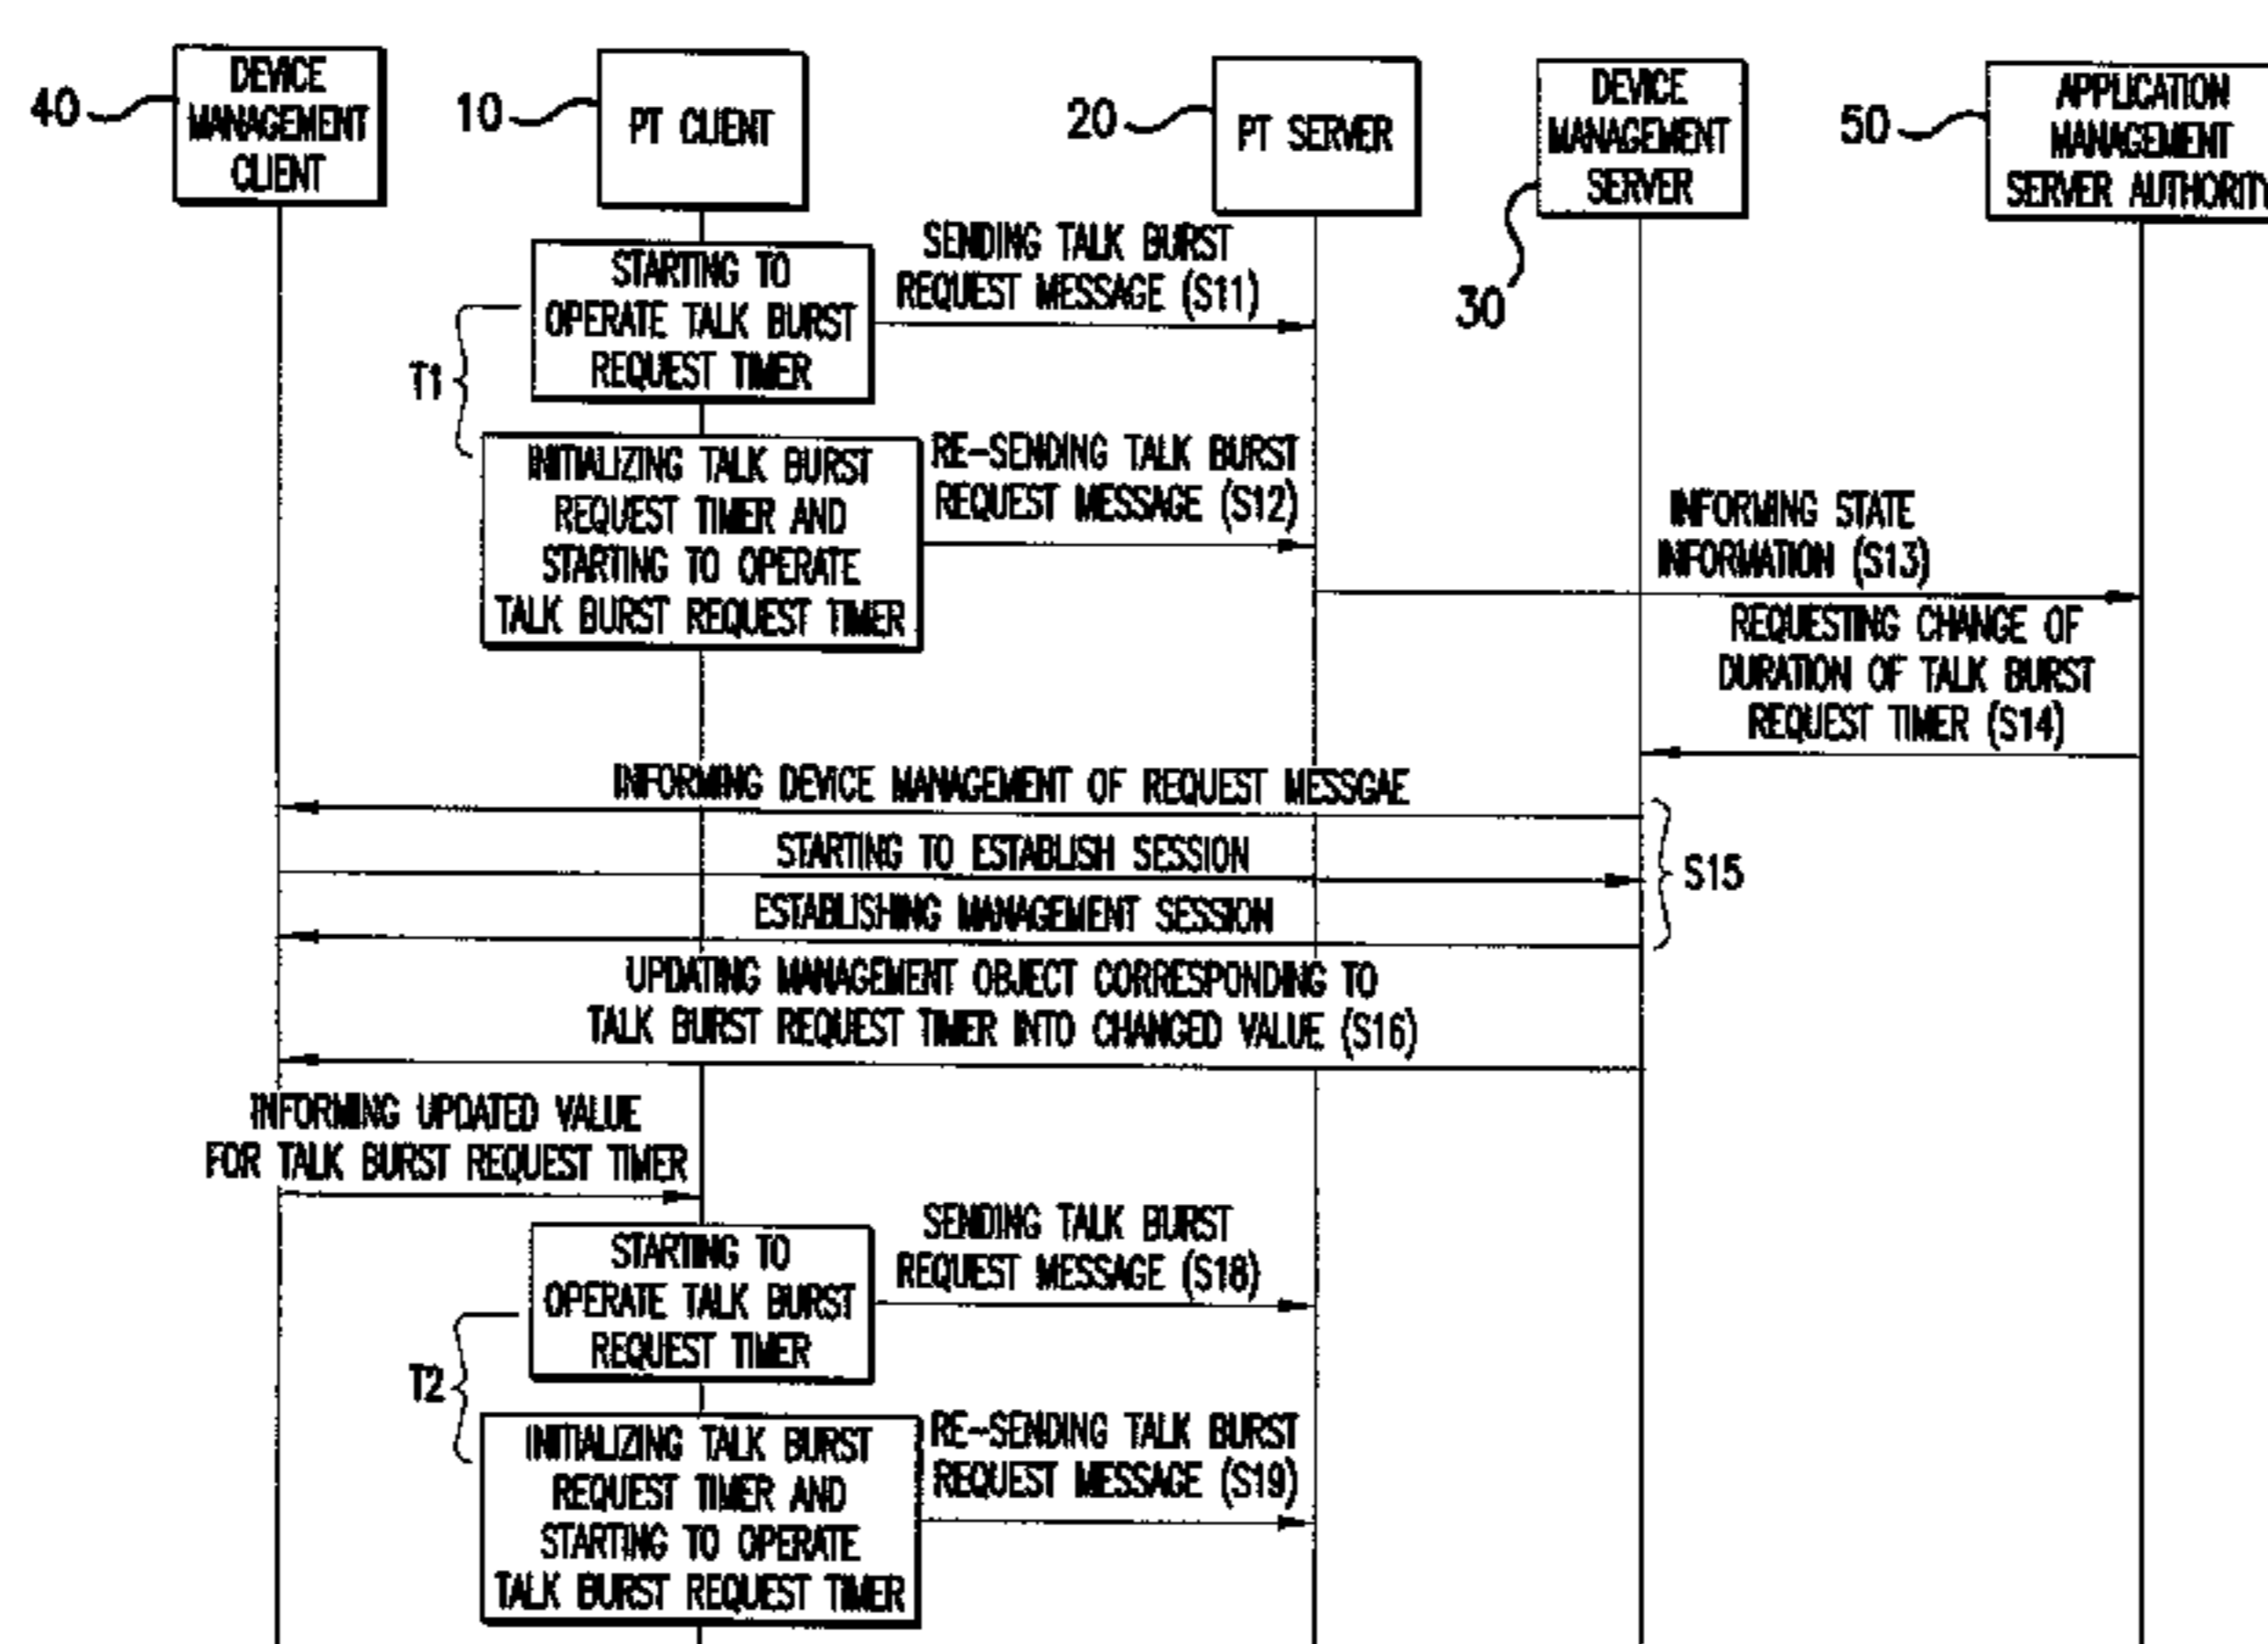 40
DEVICE
MANAGEMENT
CLIENT
10
PT CLIENT
20
PT SERVER
DEVICE
MANAGEMENT
SERVER
30
50
APPLICATION
MANAGEMENT
SERVER AUTHORITY
STARTING TO
OPERATE TALK BURST
REQUEST TIMER
SENDING TALK BURST
REQUEST MESSAGE (S11)
T1
INITIALIZING TALK BURST
REQUEST TIMER AND
STARTING TO OPERATE
TALK BURST REQUEST TIMER
RE-SENDING TALK BURST
REQUEST MESSAGE (S12)
INFORMING STATE
INFORMATION (S13)
REQUESTING CHANGE OF
DURATION OF TALK BURST
REQUEST TIMER (S14)
INFORMING DEVICE MANAGEMENT OF REQUEST MESSGAE
STARTING TO ESTABLISH SESSION
S15
ESTABLISHING MANAGEMENT SESSION
UPDATING MANAGEMENT OBJECT CORRESPONDING TO
TALK BURST REQUEST TIMER INTO CHANGED VALUE (S16)
INFORMING UPDATED VALUE
FOR TALK BURST REQUEST TIMER
STARTING TO
OPERATE TALK BURST
REQUEST TIMER
SENDING TALK BURST
REQUEST MESSAGE (S18)
T2
INITIALIZING TALK BURST
REQUEST TIMER AND
STARTING TO OPERATE
TALK BURST REQUEST TIMER
RE-SENDING TALK BURST
REQUEST MESSAGE (S19)